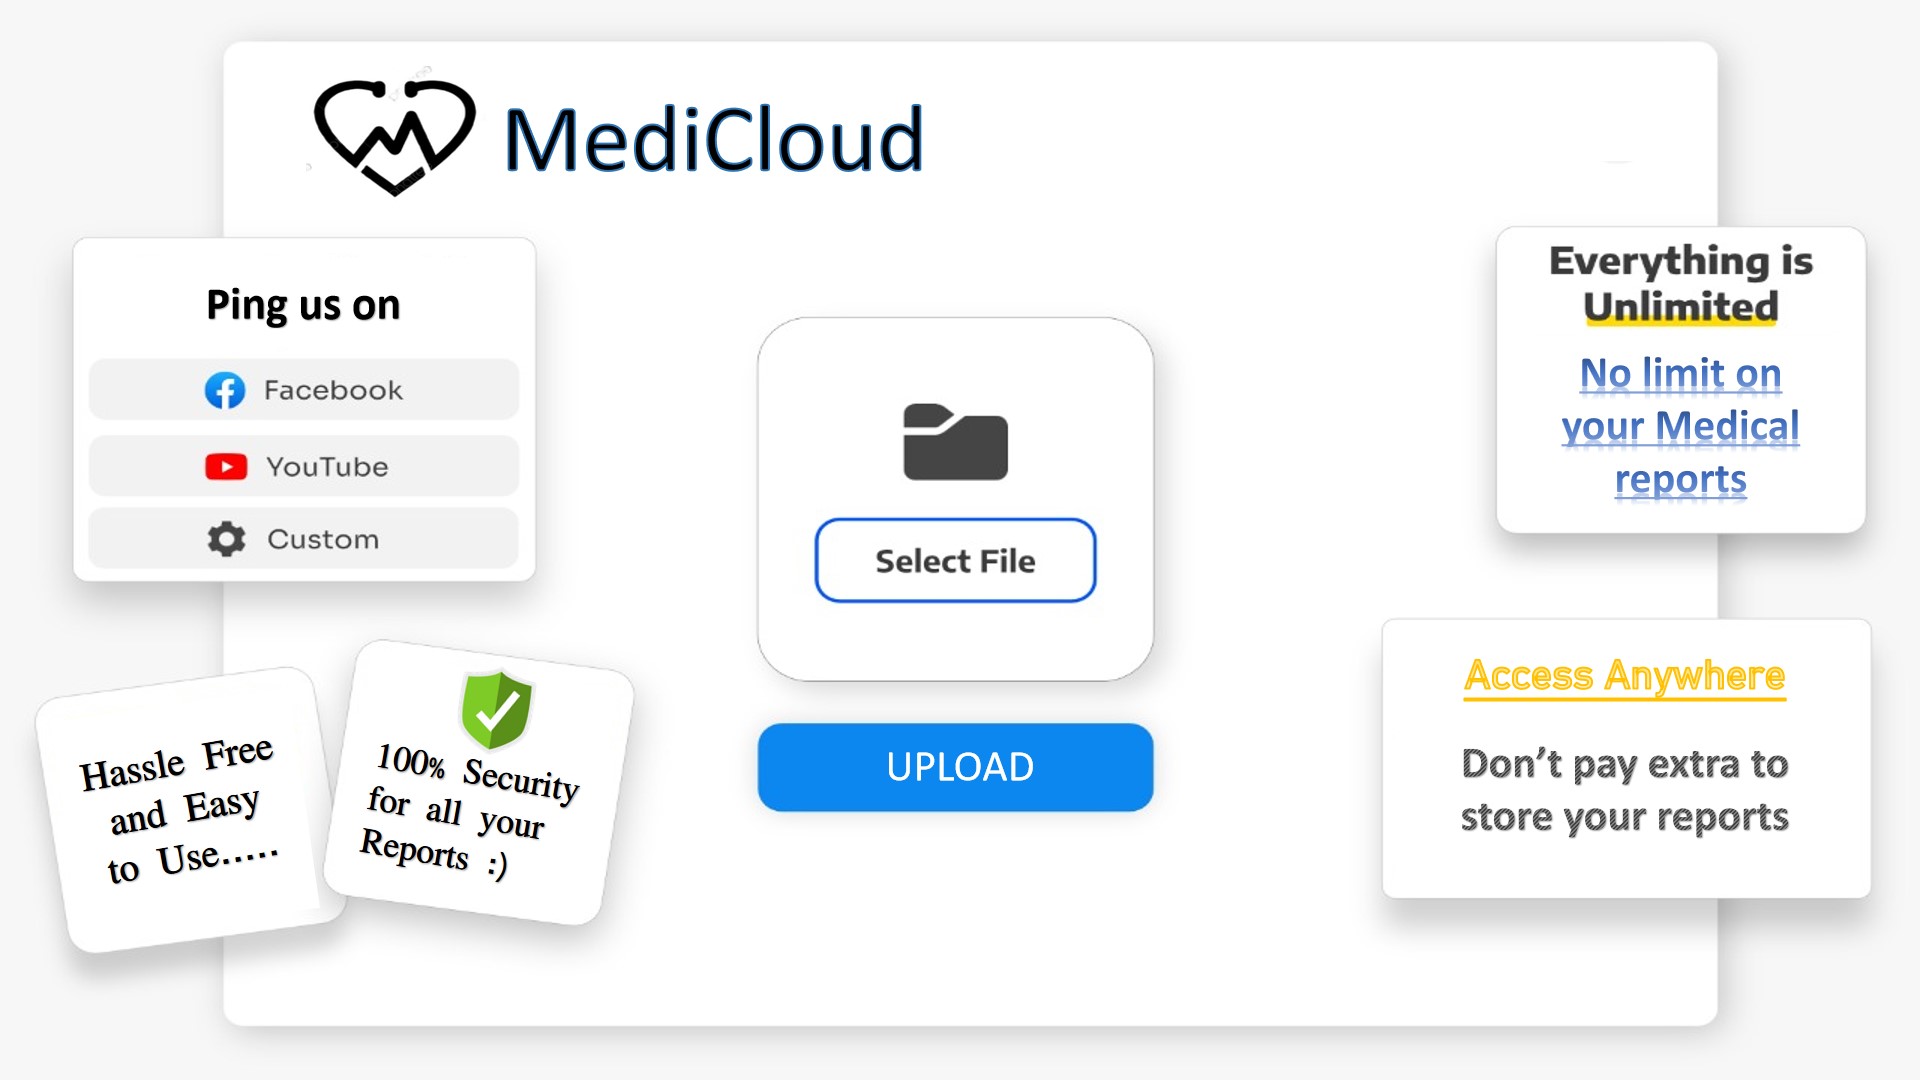 MediCloud
Ping us on
Facebook
YouTube
Custom
Select File
UPLOAD
Everything is
Unlimited
No limit on
your Medical
reports
Hassle Free
and Easy
to Use.....
100% Security
for all your
Reports :)
Access Anywhere
Don’t pay extra to
store your reports